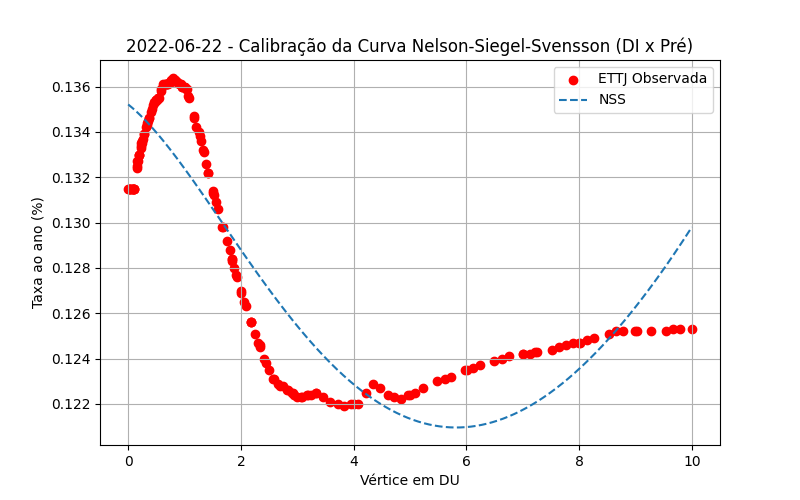 2022-06-22 - Calibração da Curva Nelson-Siegel-Svensson (DI x Pré)
ETTJ Observada
NSS
Taxa ao ano (%)
0.136
0.134
0.132
0.130
0.128
0.126
0.124
0.122
0 2 4 6 8 10
Vértice em DU